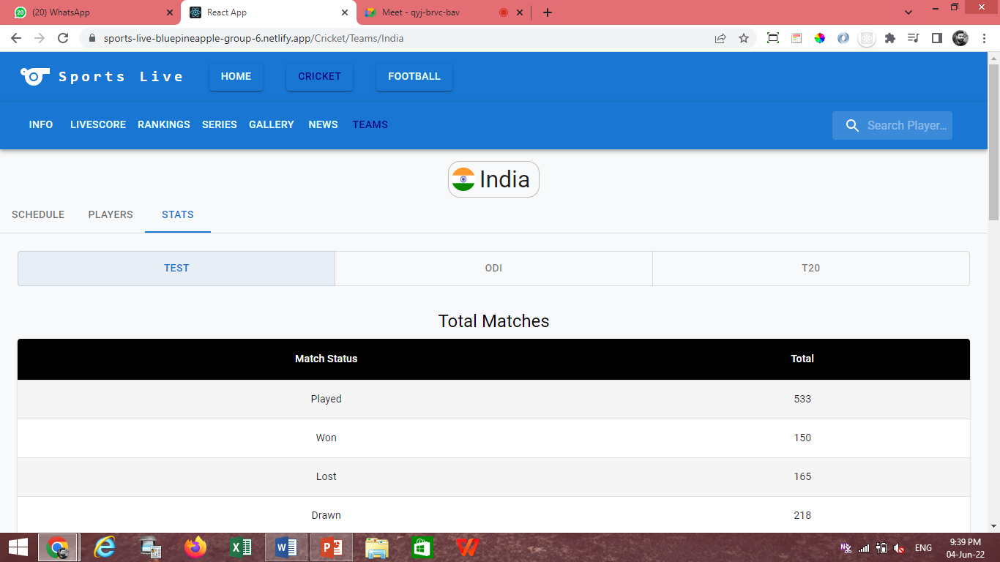 (20) WhatsApp
React App
Meet - qyj-brvc-bav
sports-live-bluepineapple-group-6.netlify.app/Cricket/Teams/India
Sports Live
HOME
CRICKET
FOOTBALL
INFO
LIVESCORE
RANKINGS
SERIES
GALLERY
NEWS
TEAMS
Search Player...
India
SCHEDULE
PLAYERS
STATS
TEST
ODI
T20
Total Matches
Match Status Total
Played 533
Won 150
Lost 165
Drawn 218
ENG
9:39 PM
04-Jun-22